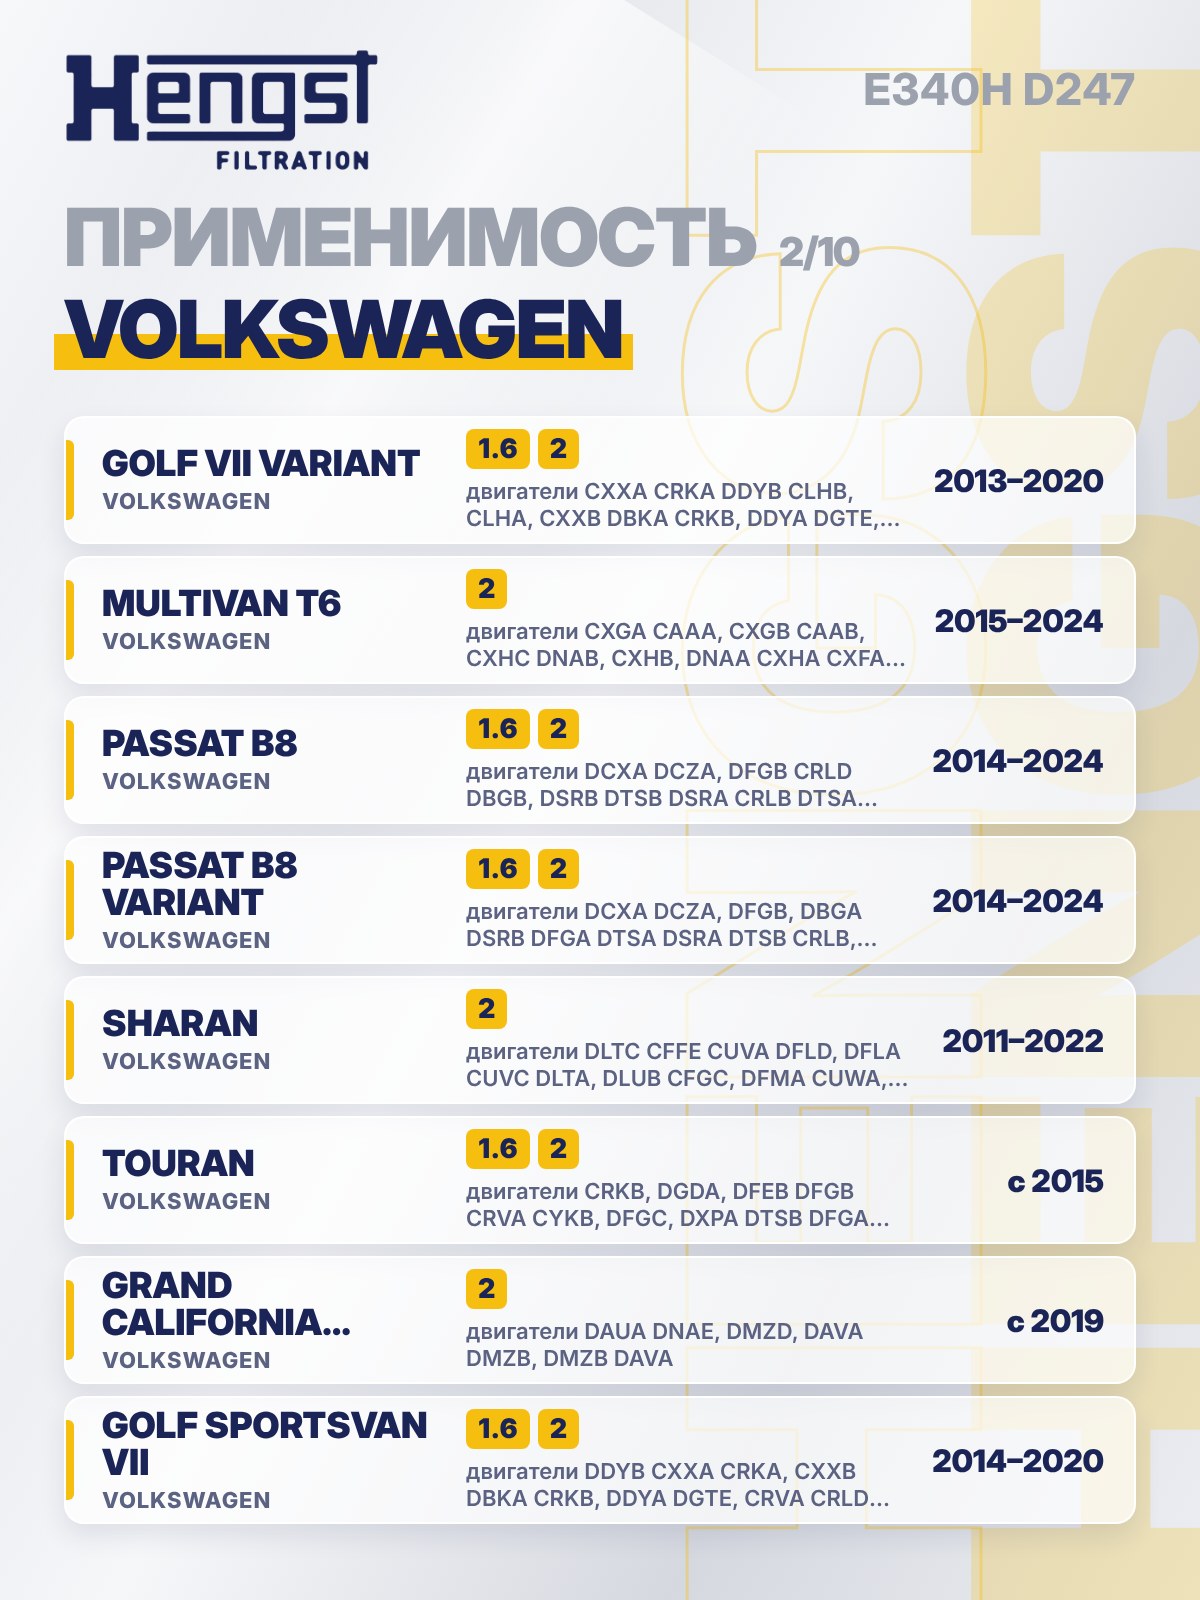 Hengst
FILTRATION
E340H D247
ПРИМЕНИМОСТЬ 2/10
VOLKSWAGEN
GOLF VII VARIANT
VOLKSWAGEN
1.6 2
двигатели CXXA CRKA DDYB CLHB,
CLHA, CXXB DBKA CRKB, DDYA DGTE,...
2013–2020
MULTIVAN T6
VOLKSWAGEN
2
двигатели CXGA CAAA, CXGB CAAB,
CXHC DNAB, CXHB, DNAA CXHA CXFA...
2015–2024
PASSAT B8
VOLKSWAGEN
1.6 2
двигатели DCXA DCZA, DFGB CRLD
DBGB, DSRB DTSB DSRA CRLB DTSA...
2014–2024
PASSAT B8
VARIANT
VOLKSWAGEN
1.6 2
двигатели DCXA DCZA, DFGB, DBGA
DSRB DFGA DTSA DSRA DTSB CRLB,...
2014–2024
SHARAN
VOLKSWAGEN
2
двигатели DLTC CFFE CUVA DFLD, DFLA
CUVC DLTA, DLUB CFGC, DFMA CUWA,...
2011–2022
TOURAN
VOLKSWAGEN
1.6 2
двигатели CRKB, DGDA, DFEB DFGB
CRVA CYKB, DFGC, DXPA DTSB DFGA...
с 2015
GRAND
CALIFORNIA...
VOLKSWAGEN
2
двигатели DAUA DNAE, DMZD, DAVA
DMZB, DMZB DAVA
с 2019
GOLF SPORTSVAN
VII
VOLKSWAGEN
1.6 2
двигатели DDYB CXXA CRKA, CXXB
DBKA CRKB, DDYA DGTE, CRVA CRLD...
2014–2020